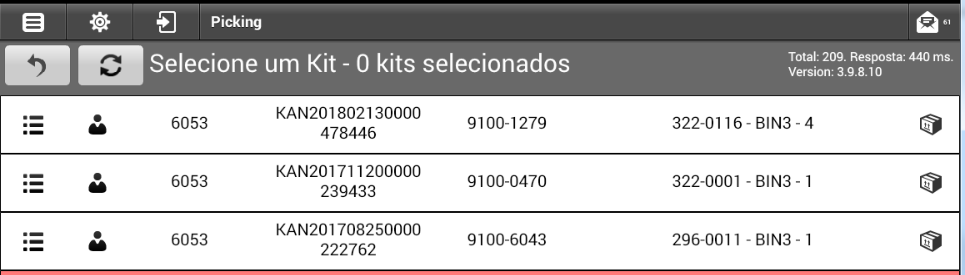 Picking
61
Selecione um Kit - 0 kits selecionados
Total: 209. Resposta: 440 ms.
Version: 3.9.8.10
6053 KAN201802130000 9100-1279 322-0116 - BIN3 - 4
478446
6053 KAN201711200000 9100-0470 322-0001 - BIN3 - 1
239433
6053 KAN201708250000 9100-6043 296-0011 - BIN3 - 1
222762